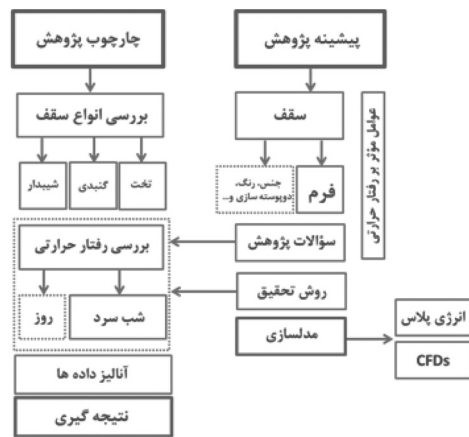 پیشینه پژوهش
چارچوب پژوهش
سقف
بررسی انواع سقف
عوامل مؤثر بر رفتار حرارتی
فرم
جنس، رنگ،
دوپوسته سازی و...
تخت
گنبدی
شیبدار
سؤالات پژوهش
بررسی رفتار حرارتی
روش تحقیق
شب سرد
روز
مدلسازی
انرژی پلاس
CFDs
آنالیز داده ها
نتیجه گیری